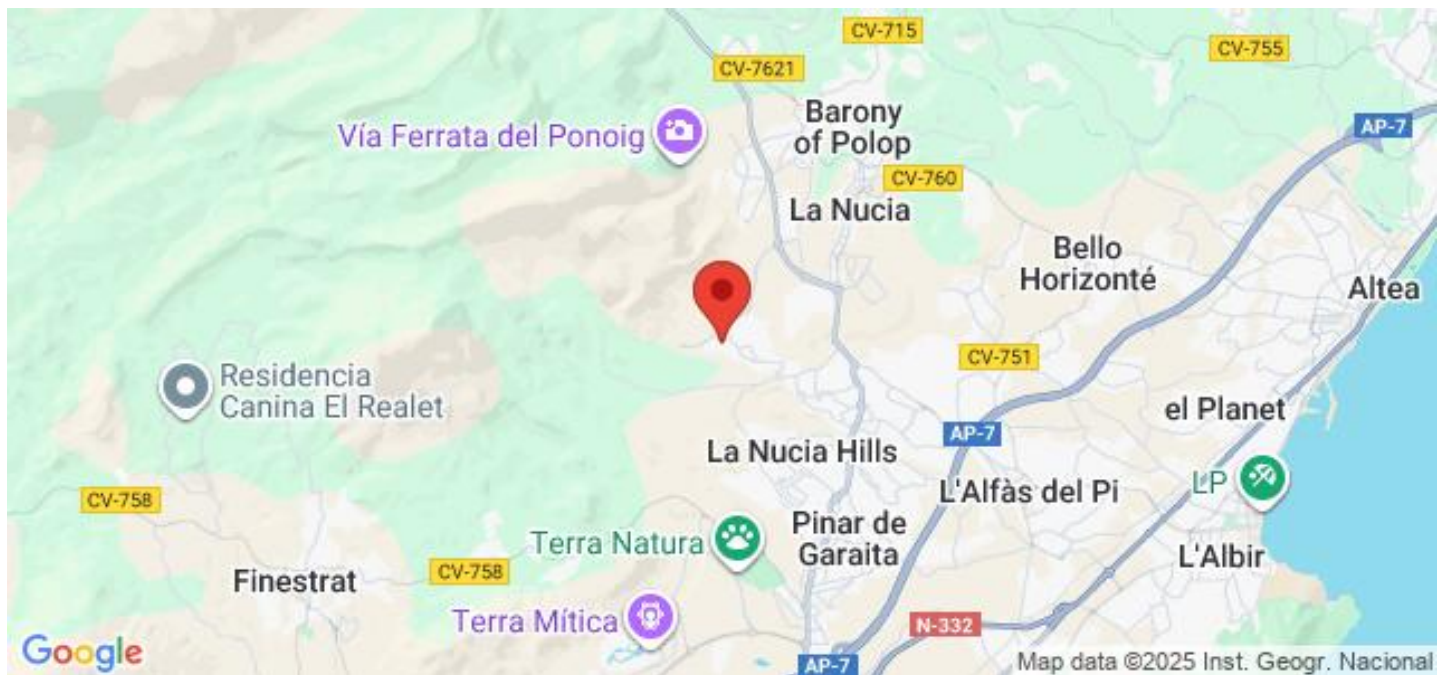 CV-715
CV-755
CV-7621
Barony
of Polop
Vía Ferrata del Ponoig
AP-7
CV-760
La Nucia
Bello
Horizonté
Altea
CV-751
Residencia
Canina El Realet
el Planet
AP-7
La Nucia Hills
LP
L'Alfàs del Pi
CV-758
Pinar de
Garaita
Terra Natura
L'Albir
CV-758
Finestrat
Terra Mítica
N-332
Google
AP-7
Map data ©2025 Inst. Geogr. Nacional